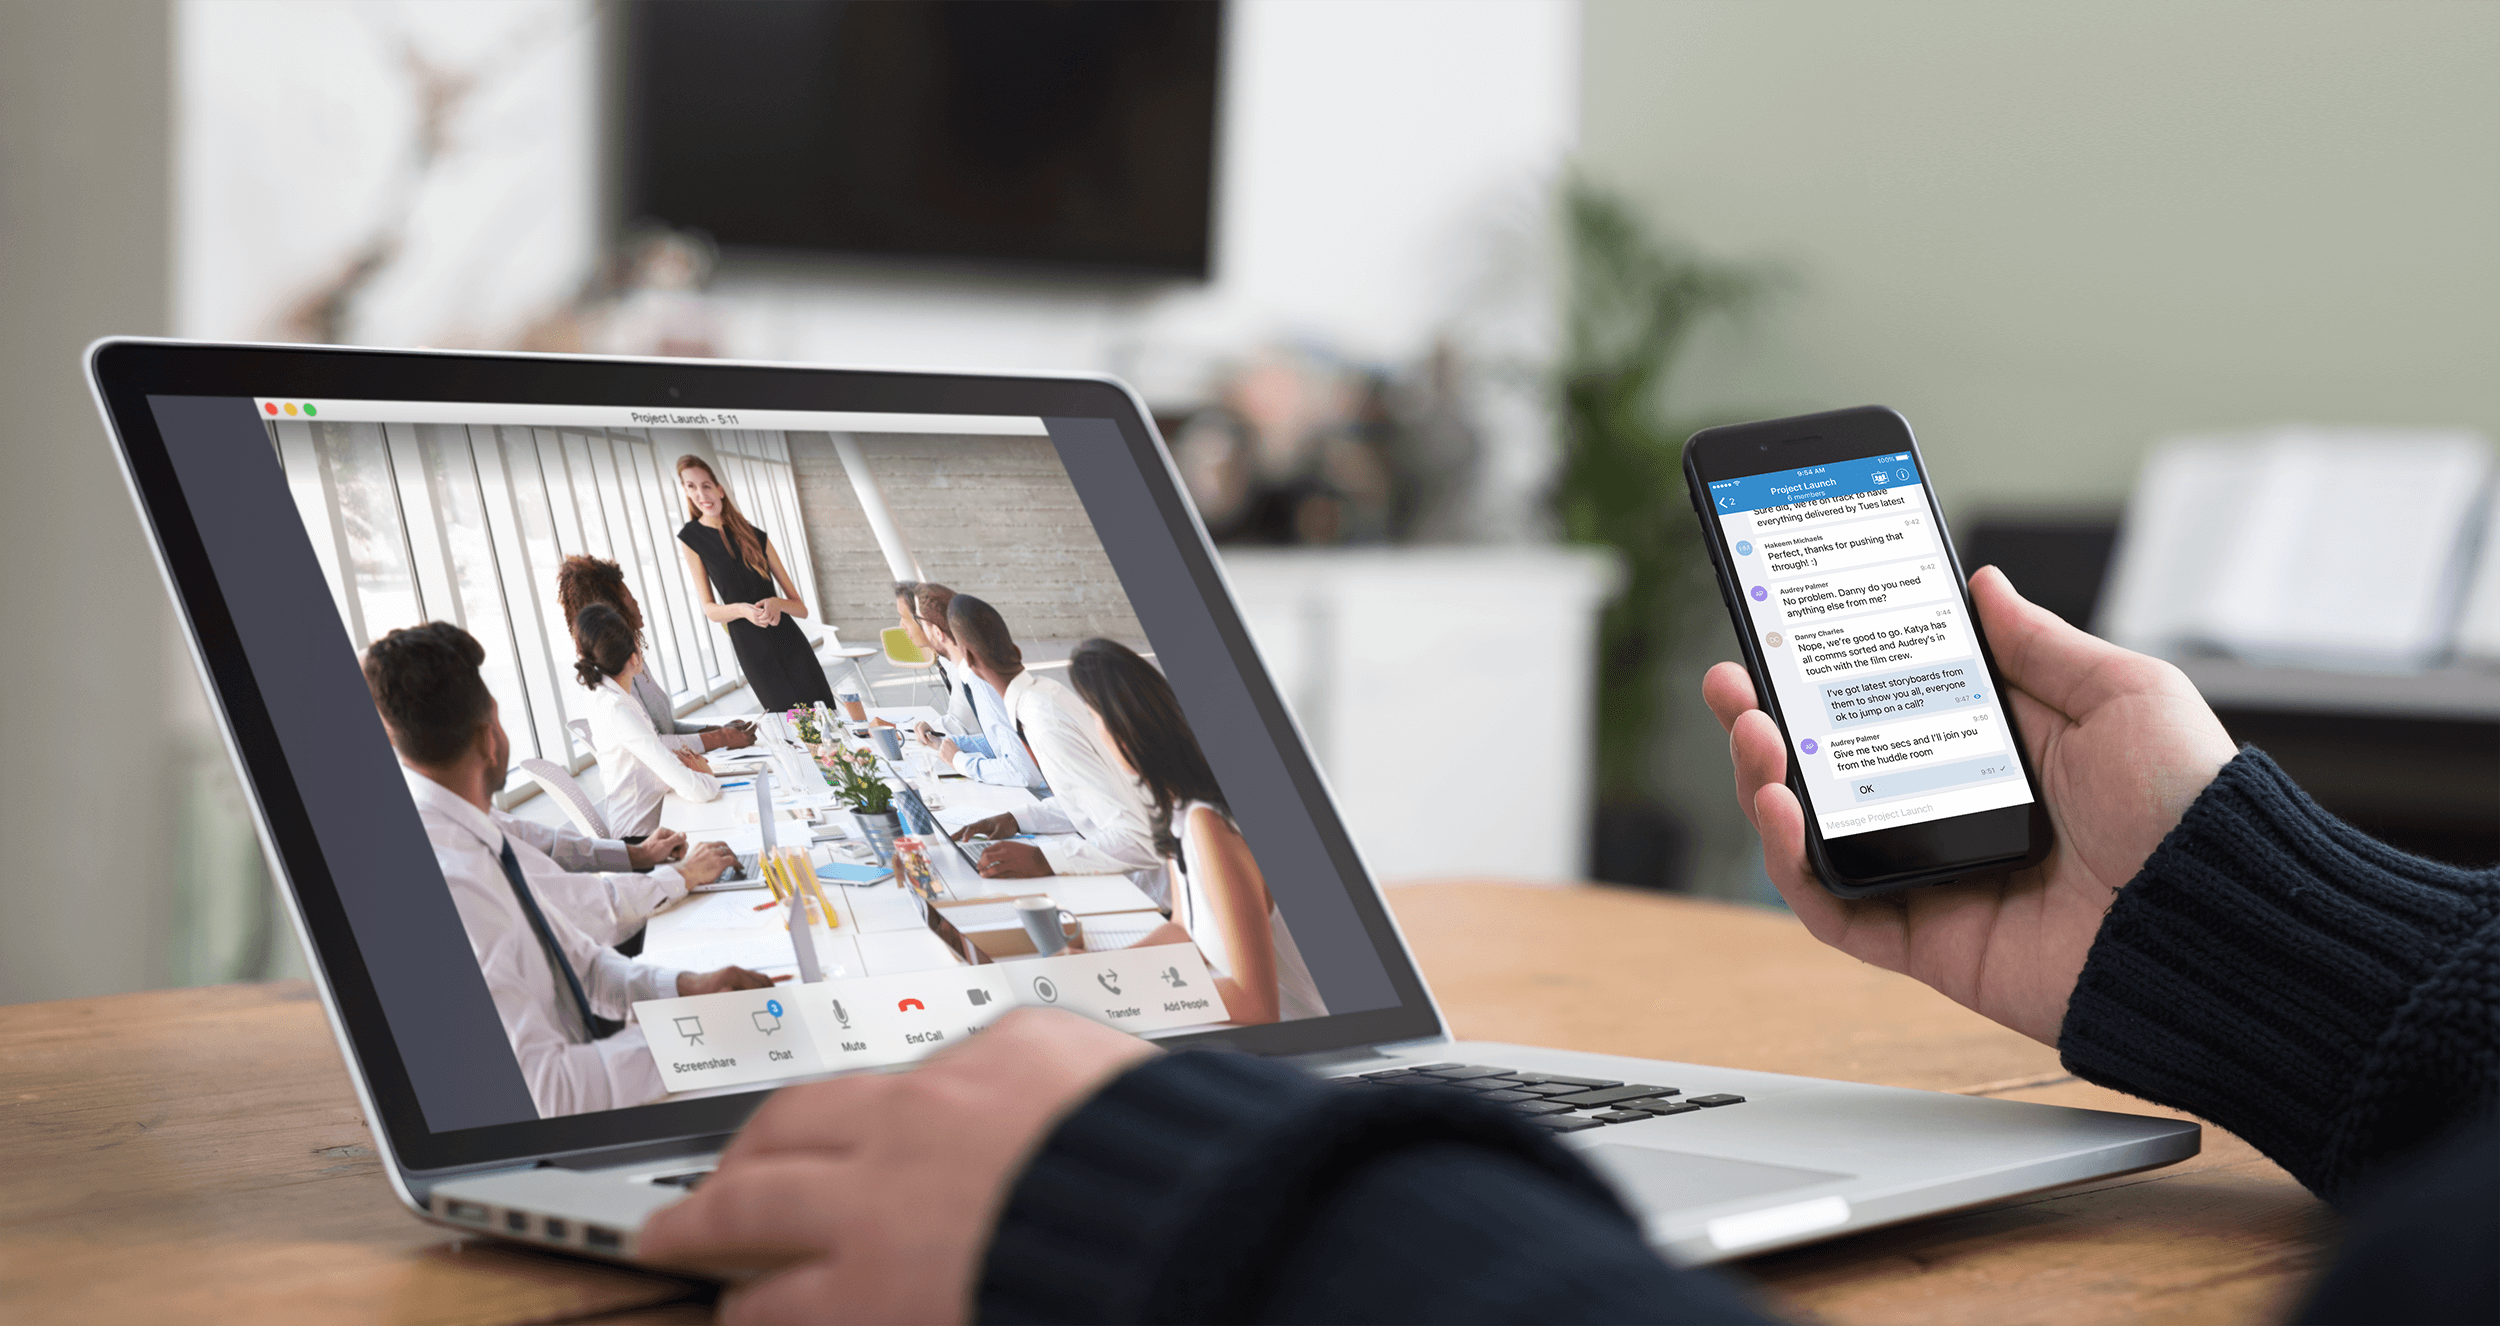 Project Launch - 5:11
Screenshare
3
Chat
Mute
End Call
Transfer
Add People
9:54 AM
100%
2
Project Launch
6 members
Sure did, we're on track to have
everything delivered by Tues latest
9:42
HM
Hakeem Michaels
Perfect, thanks for pushing that
through! :)
9:42
AP
Audrey Palmer
No problem. Danny do you need
anything else from me?
9:44
DC
Danny Charles
Nope, we're good to go. Katya has
all comms sorted and Audrey's in
touch with the film crew.
I've got latest storyboards from
them to show you all, everyone
ok to jump on a call?
9:47
9:50
AP
Audrey Palmer
Give me two secs and I'll join you
from the huddle room
9:51
OK
Message Project Launch